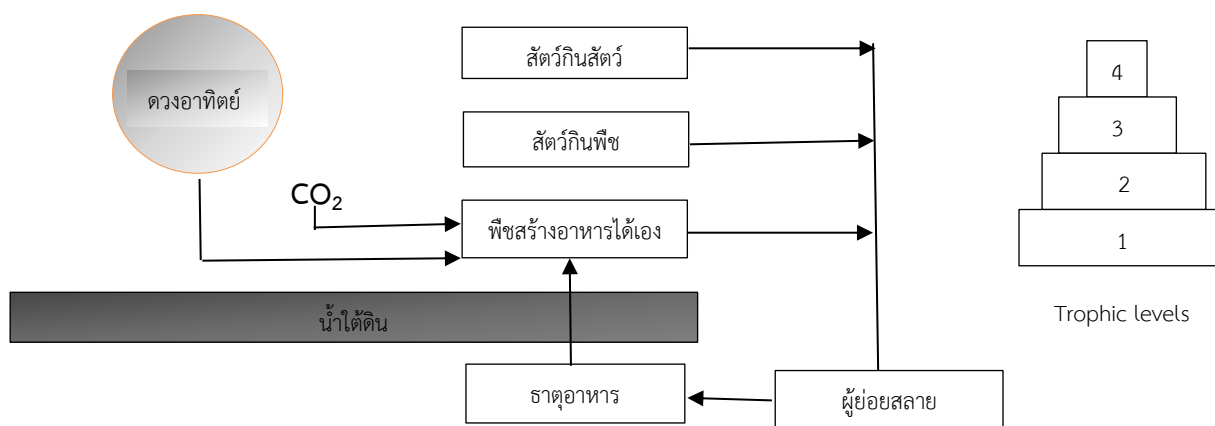 ดวงอาทิตย์
CO₂
สัตว์กินสัตว์
สัตว์กินพืช
พืชสร้างอาหารได้เอง
น้ำใต้ดิน
ธาตุอาหาร
ผู้ย่อยสลาย
4
3
2
1
Trophic levels